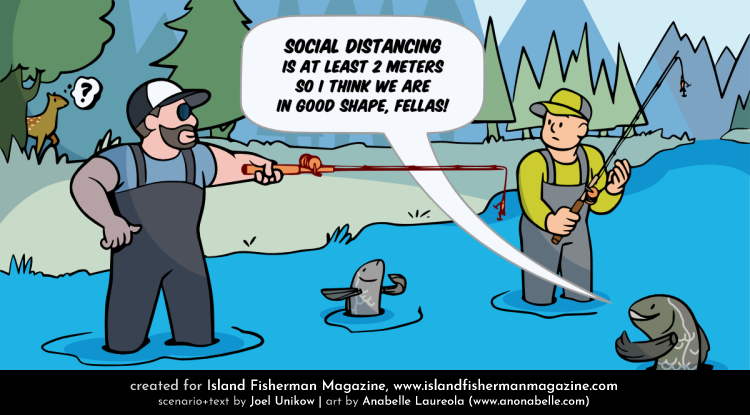 ?
SOCIAL DISTANCING
IS AT LEAST 2 METERS
SO I THINK WE ARE
IN GOOD SHAPE, FELLAS!
created for Island Fisherman Magazine, www.islandfishermanmagazine.com
scenario+text by Joel Unikow | art by Anabelle Laureola (www.anonabelle.com)